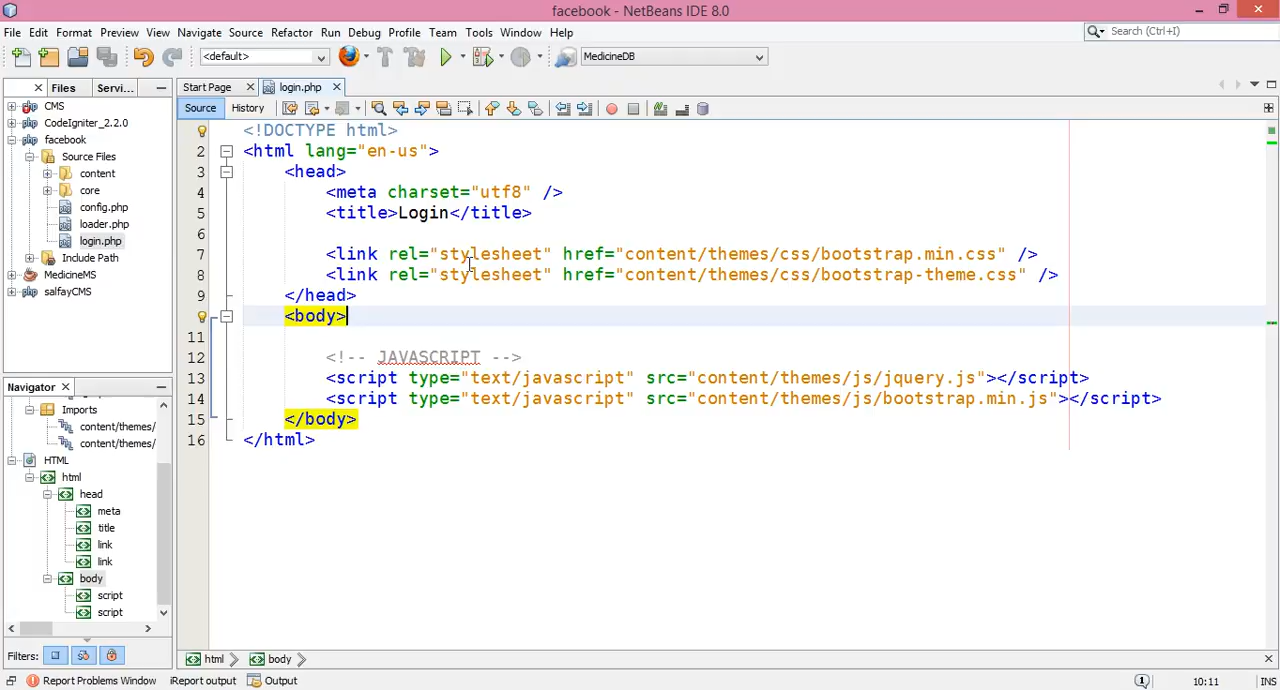 facebook - NetBeans IDE 8.0
File Edit Format Preview View Navigate Source Refactor Run Debug Profile Team Tools Window Help
Search (Ctrl+I)
<default>
MedicineDB
Files
Servi...
Start Page
login.php
Source
History
CMS
CodeIgniter_2.2.0
facebook
Source Files
content
core
config.php
loader.php
login.php
Include Path
MedicineMS
salfayCMS
<!DOCTYPE html>
2 <html lang="en-us">
3 <head>
4 <meta charset="utf8" />
5 <title>Login</title>
6
7 <link rel="stylesheet" href="content/themes/css/bootstrap.min.css" />
8 <link rel="stylesheet" href="content/themes/css/bootstrap-theme.css" />
9 </head>
<body>
11
12 <!-- JAVASCRIPT -->
13 <script type="text/javascript" src="content/themes/js/jquery.js"></script>
14 <script type="text/javascript" src="content/themes/js/bootstrap.min.js"></script>
15 </body>
16 </html>
Navigator
Imports
content/themes/
content/themes/
HTML
html
head
meta
title
link
link
body
script
script
Filters:
html
body
Report Problems Window
iReport output
Output
1
10:11
INS